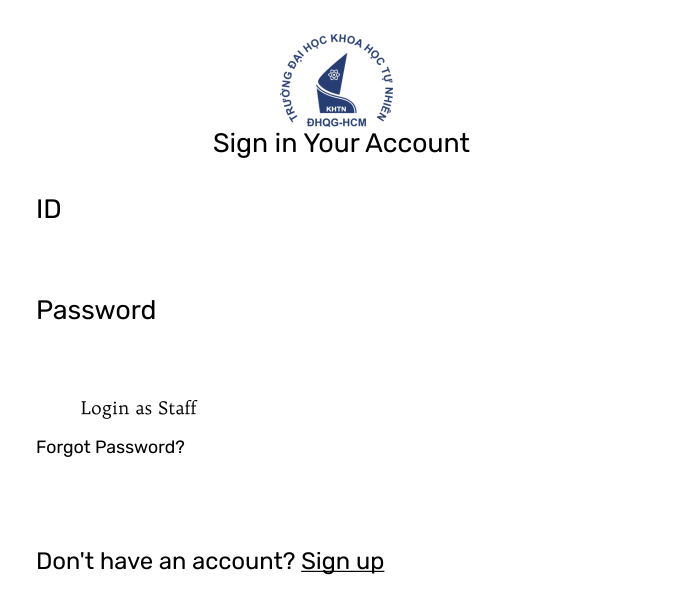 TRƯỜNG ĐẠI HỌC KHOA HỌC TỰ NHIÊN
KHTN
ĐHQG-HCM
Sign in Your Account
ID
Password
Login as Staff
Forgot Password?
Don't have an account? Sign up